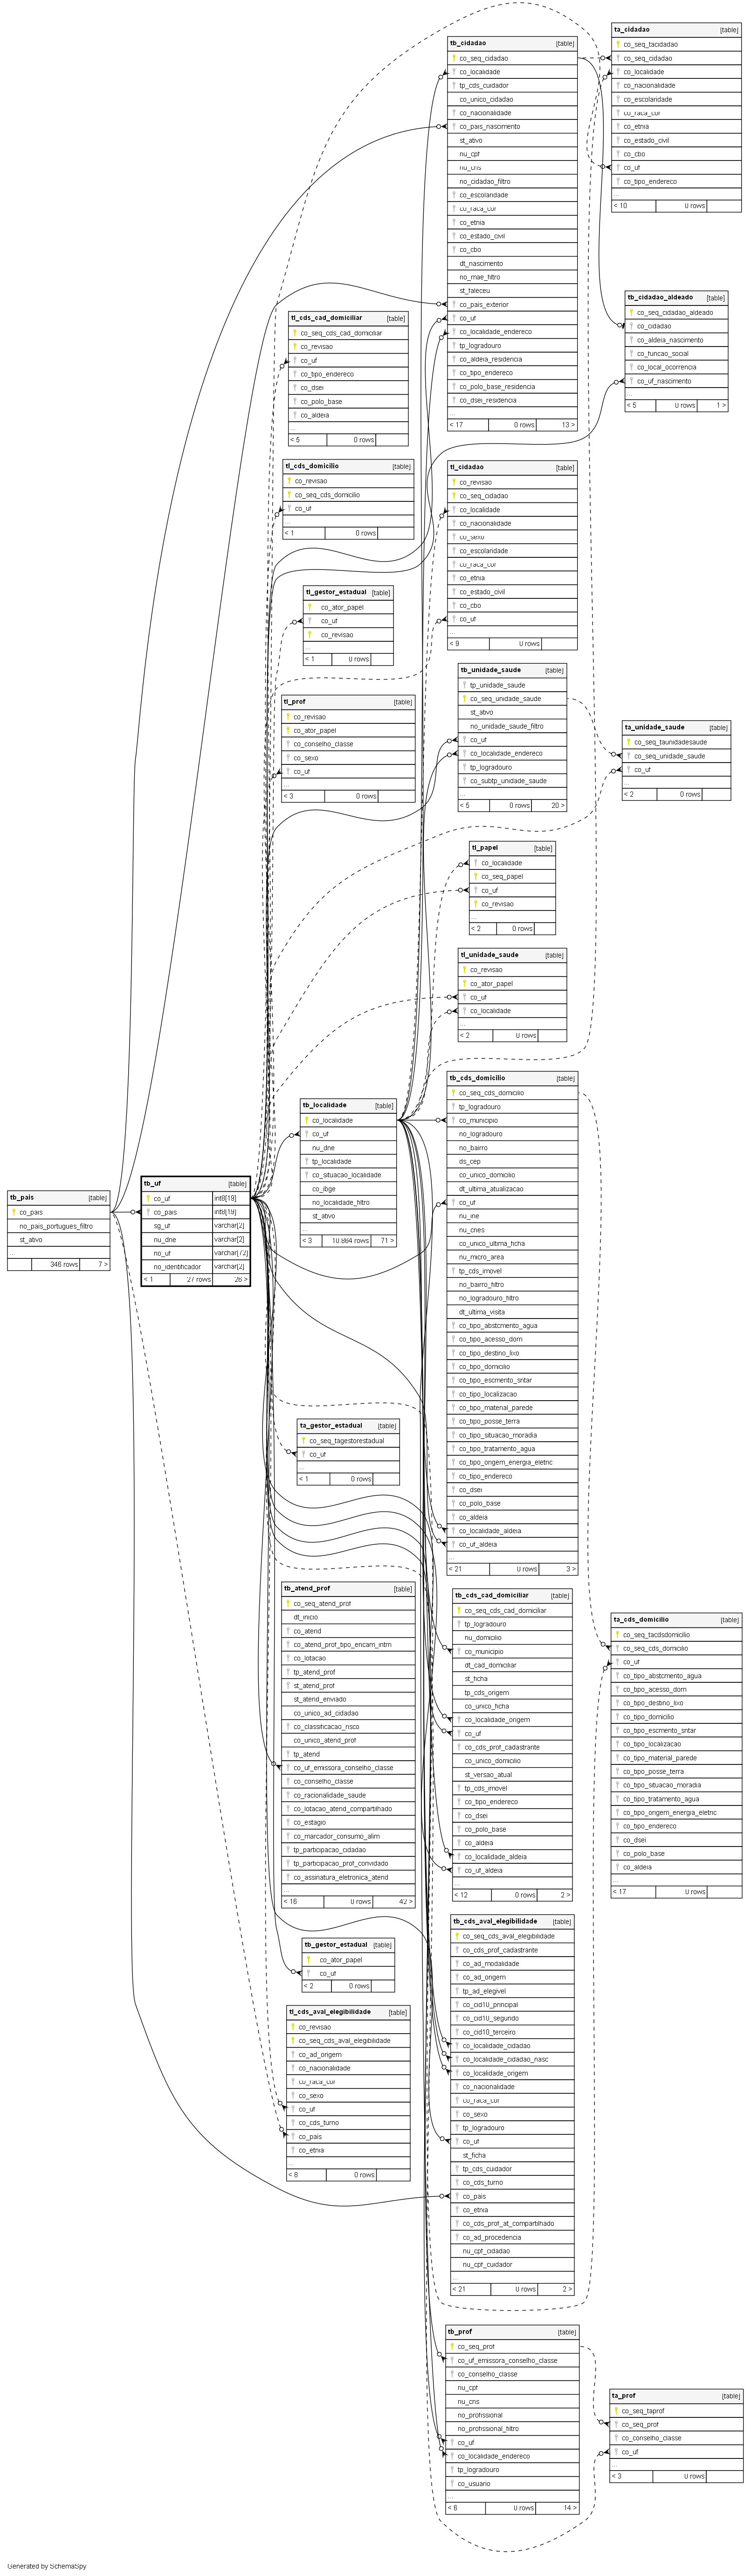 tb_pais [table]
co_pais
no_pais_portugues_filtro
st_ativo
...
346 rows 7 >
tb_uf [table]
co_uf int8[19]
co_pais int8[19]
sg_uf varchar[2]
nu_dne varchar[2]
no_uf varchar[72]
no_identificador varchar[2]
< 1 27 rows 26 >
tl_cds_cad_domiciliar [table]
co_seq_cds_cad_domiciliar
co_revisao
co_uf
co_tipo_endereco
co_dsei
co_polo_base
co_aldeia
...
< 5 0 rows
tl_cds_domicilio [table]
co_revisao
co_seq_cds_domicilio
co_uf
...
< 1 0 rows
tl_gestor_estadual [table]
co_ator_papel
co_uf
co_revisao
...
< 1 0 rows
tl_prof [table]
co_revisao
co_ator_papel
co_conselho_classe
co_sexo
co_uf
...
< 3 0 rows
tb_localidade [table]
co_localidade
co_uf
nu_dne
tp_localidade
co_situacao_localidade
co_ibge
no_localidade_filtro
st_ativo
...
< 3 10.864 rows 71 >
ta_gestor_estadual [table]
co_seq_tagestorestadual
co_uf
...
< 1 0 rows
tb_atend_prof [table]
co_seq_atend_prof
dt_inicio
co_atend
co_atend_prof_tipo_encam_intrn
co_lotacao
tp_atend_prof
st_atend_prof
st_atend_enviado
co_unico_ad_cidadao
co_classificacao_risco
co_unico_atend_prof
tp_atend
co_uf_emissora_conselho_classe
co_conselho_classe
co_racionalidade_saude
co_lotacao_atend_compartilhado
co_estagio
co_marcador_consumo_alim
tp_participacao_cidadao
tp_participacao_prof_convidado
co_assinatura_eletronica_atend
...
< 16 0 rows 42 >
tb_gestor_estadual [table]
co_ator_papel
co_uf
< 2 0 rows
tl_cds_aval_elegibilidade [table]
co_revisao
co_seq_cds_aval_elegibilidade
co_ad_origem
co_nacionalidade
co_raca_cor
co_sexo
co_uf
co_cds_turno
co_pais
co_etnia
...
< 8 0 rows
tb_cidadao [table]
co_seq_cidadao
co_localidade
tp_cds_cuidador
co_unico_cidadao
co_nacionalidade
co_pais_nascimento
st_ativo
nu_cpf
nu_cns
no_cidadao_filtro
co_escolaridade
co_raca_cor
co_etnia
co_estado_civil
co_cbo
dt_nascimento
no_mae_filtro
st_faleceu
co_pais_exterior
co_uf
co_localidade_endereco
tp_logradouro
co_aldeia_residencia
co_tipo_endereco
co_polo_base_residencia
co_dsei_residencia
...
< 17 0 rows 13 >
tl_cidadao [table]
co_revisao
co_seq_cidadao
co_localidade
co_nacionalidade
co_sexo
co_escolaridade
co_raca_cor
co_etnia
co_estado_civil
co_cbo
co_uf
...
< 9 0 rows
tb_unidade_saude [table]
tp_unidade_saude
co_seq_unidade_saude
st_ativo
no_unidade_saude_filtro
co_uf
co_localidade_endereco
tp_logradouro
co_subtp_unidade_saude
...
< 5 0 rows 20 >
tl_papel [table]
co_localidade
co_seq_papel
co_uf
co_revisao
...
< 2 0 rows
tl_unidade_saude [table]
co_revisao
co_ator_papel
co_uf
co_localidade
...
< 2 0 rows
tb_cds_domicilio [table]
co_seq_cds_domicilio
tp_logradouro
co_municipio
no_logradouro
no_bairro
ds_cep
co_unico_domicilio
dt_ultima_atualizacao
co_uf
nu_ine
nu_cnes
co_unico_ultima_ficha
nu_micro_area
tp_cds_imovel
no_bairro_filtro
no_logradouro_filtro
dt_ultima_visita
co_tipo_abstcmento_agua
co_tipo_acesso_dom
co_tipo_destino_lixo
co_tipo_domicilio
co_tipo_escmento_sntar
co_tipo_localizacao
co_tipo_material_parede
co_tipo_posse_terra
co_tipo_situacao_moradia
co_tipo_tratamento_agua
co_tipo_origem_energia_eletric
co_tipo_endereco
co_dsei
co_polo_base
co_aldeia
co_localidade_aldeia
co_uf_aldeia
...
< 21 0 rows 3 >
tb_cds_cad_domiciliar [table]
co_seq_cds_cad_domiciliar
tp_logradouro
nu_domicilio
co_municipio
dt_cad_domiciliar
st_ficha
tp_cds_origem
co_unico_ficha
co_localidade_origem
co_uf
co_cds_prof_cadastrante
co_unico_domicilio
st_versao_atual
tp_cds_imovel
co_tipo_endereco
co_dsei
co_polo_base
co_aldeia
co_localidade_aldeia
co_uf_aldeia
...
< 12 0 rows 2 >
tb_cds_aval_elegibilidade [table]
co_seq_cds_aval_elegibilidade
co_cds_prof_cadastrante
co_ad_modalidade
co_ad_origem
tp_ad_elegivel
co_cid10_principal
co_cid10_segundo
co_cid10_terceiro
co_localidade_cidadao
co_localidade_cidadao_nasc
co_localidade_origem
co_nacionalidade
co_raca_cor
co_sexo
tp_logradouro
co_uf
st_ficha
tp_cds_cuidador
co_cds_turno
co_pais
co_etnia
co_cds_prof_at_compartilhado
co_ad_procedencia
nu_cpf_cidadao
nu_cpf_cuidador
...
< 21 0 rows 2 >
tb_prof [table]
co_seq_prof
co_uf_emissora_conselho_classe
co_conselho_classe
nu_cpf
nu_cns
no_profissional
no_profissional_filtro
co_uf
co_localidade_endereco
tp_logradouro
co_usuario
...
< 6 0 rows 14 >
ta_cidadao [table]
co_seq_tacidadao
co_seq_cidadao
co_localidade
co_nacionalidade
co_escolaridade
co_raca_cor
co_etnia
co_estado_civil
co_cbo
co_uf
co_tipo_endereco
...
< 10 0 rows
tb_cidadao_aldeado [table]
co_seq_cidadao_aldeado
co_cidadao
co_aldeia_nascimento
co_funcao_social
co_local_ocorrencia
co_uf_nascimento
...
< 5 0 rows 1 >
ta_unidade_saude [table]
co_seq_taunidadesaude
co_seq_unidade_saude
co_uf
...
< 2 0 rows
ta_cds_domicilio [table]
co_seq_tacdsdomicilio
co_seq_cds_domicilio
co_uf
co_tipo_abstcmento_agua
co_tipo_acesso_dom
co_tipo_destino_lixo
co_tipo_domicilio
co_tipo_escmento_sntar
co_tipo_localizacao
co_tipo_material_parede
co_tipo_posse_terra
co_tipo_situacao_moradia
co_tipo_tratamento_agua
co_tipo_origem_energia_eletric
co_tipo_endereco
co_dsei
co_polo_base
co_aldeia
...
< 17 0 rows
ta_prof [table]
co_seq_taprof
co_seq_prof
co_conselho_classe
co_uf
...
< 3 0 rows
Generated by SchemaSpy